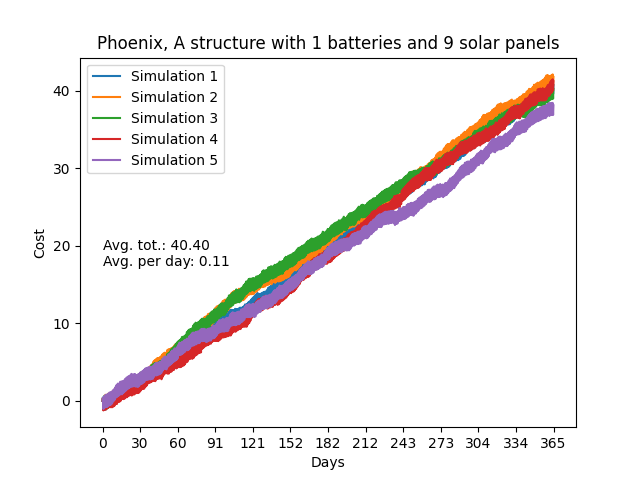 Phoenix, A structure with 1 batteries and 9 solar panels
Simulation 1
Simulation 2
Simulation 3
Simulation 4
Simulation 5
Avg. tot.: 40.40
Avg. per day: 0.11
Cost
40
30
20
10
0
0 30 60 91 121 152 182 212 243 273 304 334 365
Days